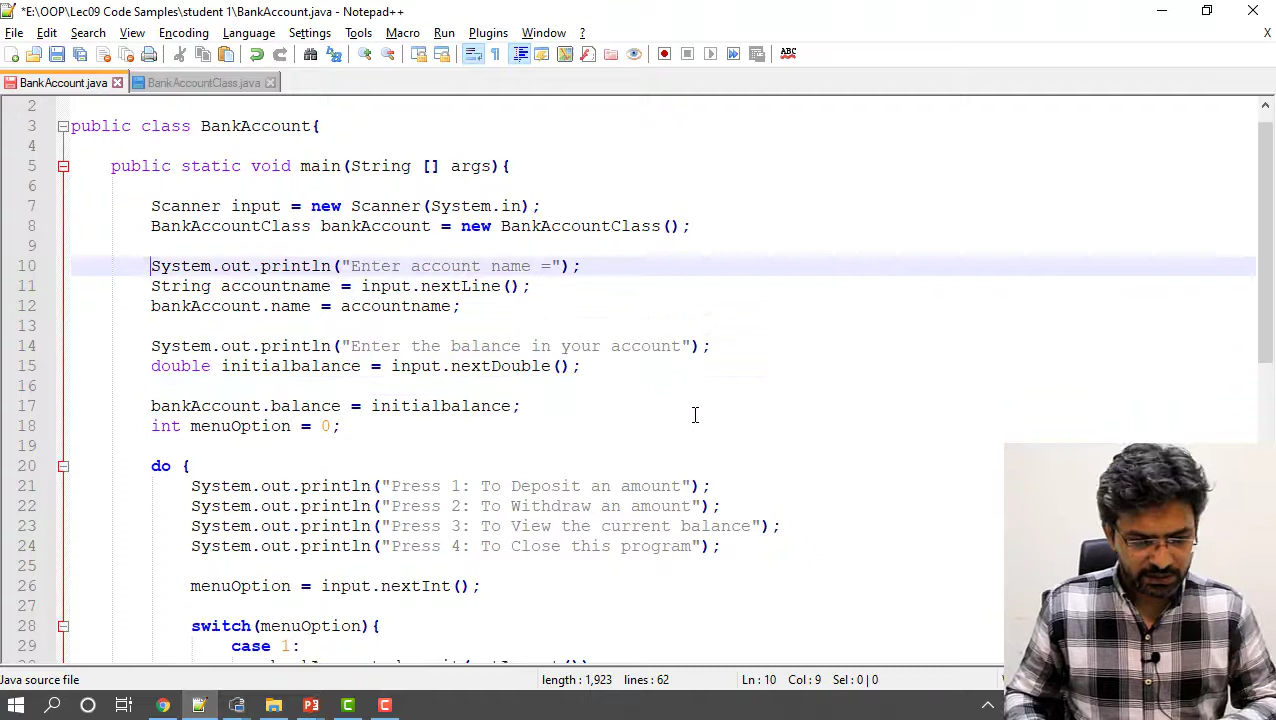 *E:\OOP\Lec09 Code Samples\student 1\BankAccount.java - Notepad++
File Edit Search View Encoding Language Settings Tools Macro Run Plugins Window ? X
ABC
BankAccount.java BankAccountClass.java
2
3 public class BankAccount{
4
5 public static void main(String [] args){
6
7 Scanner input = new Scanner(System.in);
8 BankAccountClass bankAccount = new BankAccountClass();
9
10 System.out.println("Enter account name =");
11 String accountname = input.nextLine();
12 bankAccount.name = accountname;
13
14 System.out.println("Enter the balance in your account");
15 double initialbalance = input.nextDouble();
16
17 bankAccount.balance = initialbalance;
18 int menuOption = 0;
19
20 do {
21 System.out.println("Press 1: To Deposit an amount");
22 System.out.println("Press 2: To Withdraw an amount");
23 System.out.println("Press 3: To View the current balance");
24 System.out.println("Press 4: To Close this program");
25
26 menuOption = input.nextInt();
27
28 switch(menuOption){
29 case 1:
Java source file length : 1,923 lines : 62 Ln : 10 Col : 9 Sel : 0 | 0